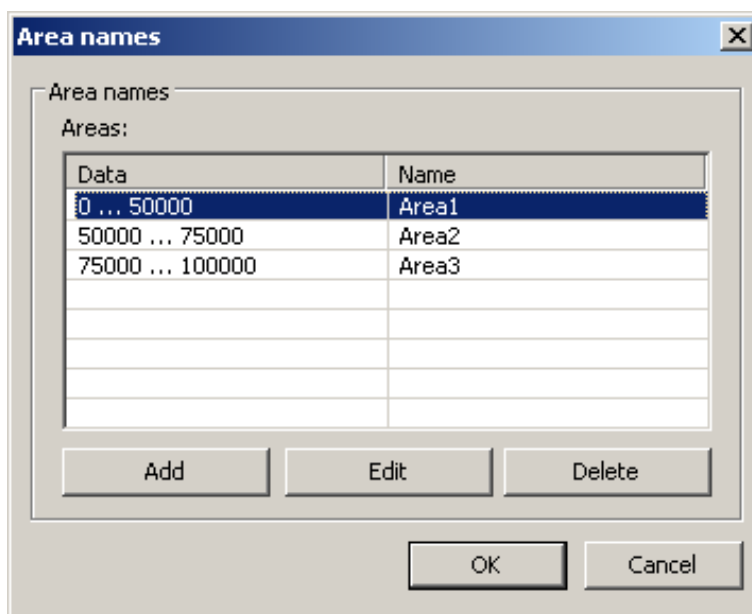 Area names
Area names
Areas:
Data Name
0 ... 50000 Area1
50000 ... 75000 Area2
75000 ... 100000 Area3
Add Edit Delete
OK Cancel